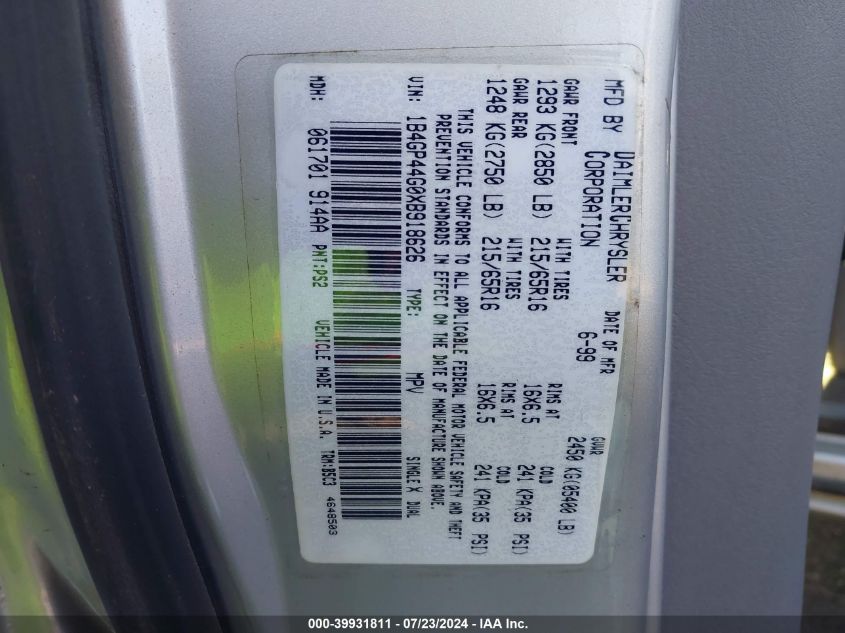 MFD BY DAIMLERCHRYSLER CORPORATION
DATE OF MFR 6-99
GVWR 2450 KG(05400 LB)
GAWR FRONT WITH TIRES RIMS AT COLD
1293 KG(2850 LB) 215/65R16 16X6.5 241 KPA(35 PSI)
GAWR REAR WITH TIRES RIMS AT COLD
1248 KG(2750 LB) 215/65R16 16X6.5 241 KPA(35 PSI)
THIS VEHICLE CONFORMS TO ALL APPLICABLE FEDERAL MOTOR VEHICLE SAFETY AND THEFT
PREVENTION STANDARDS IN EFFECT ON THE DATE OF MANUFACTURE SHOWN ABOVE.
VIN: 1B4GP44G0XB918626 TYPE: MPV SINGLE X DUAL
MDH: 061701 914AA PNT:PS2 VEHICLE MADE IN U.S.A. TRM:B5C3 4648503
000-39931811 / 07/23/2024 - IAA Inc.